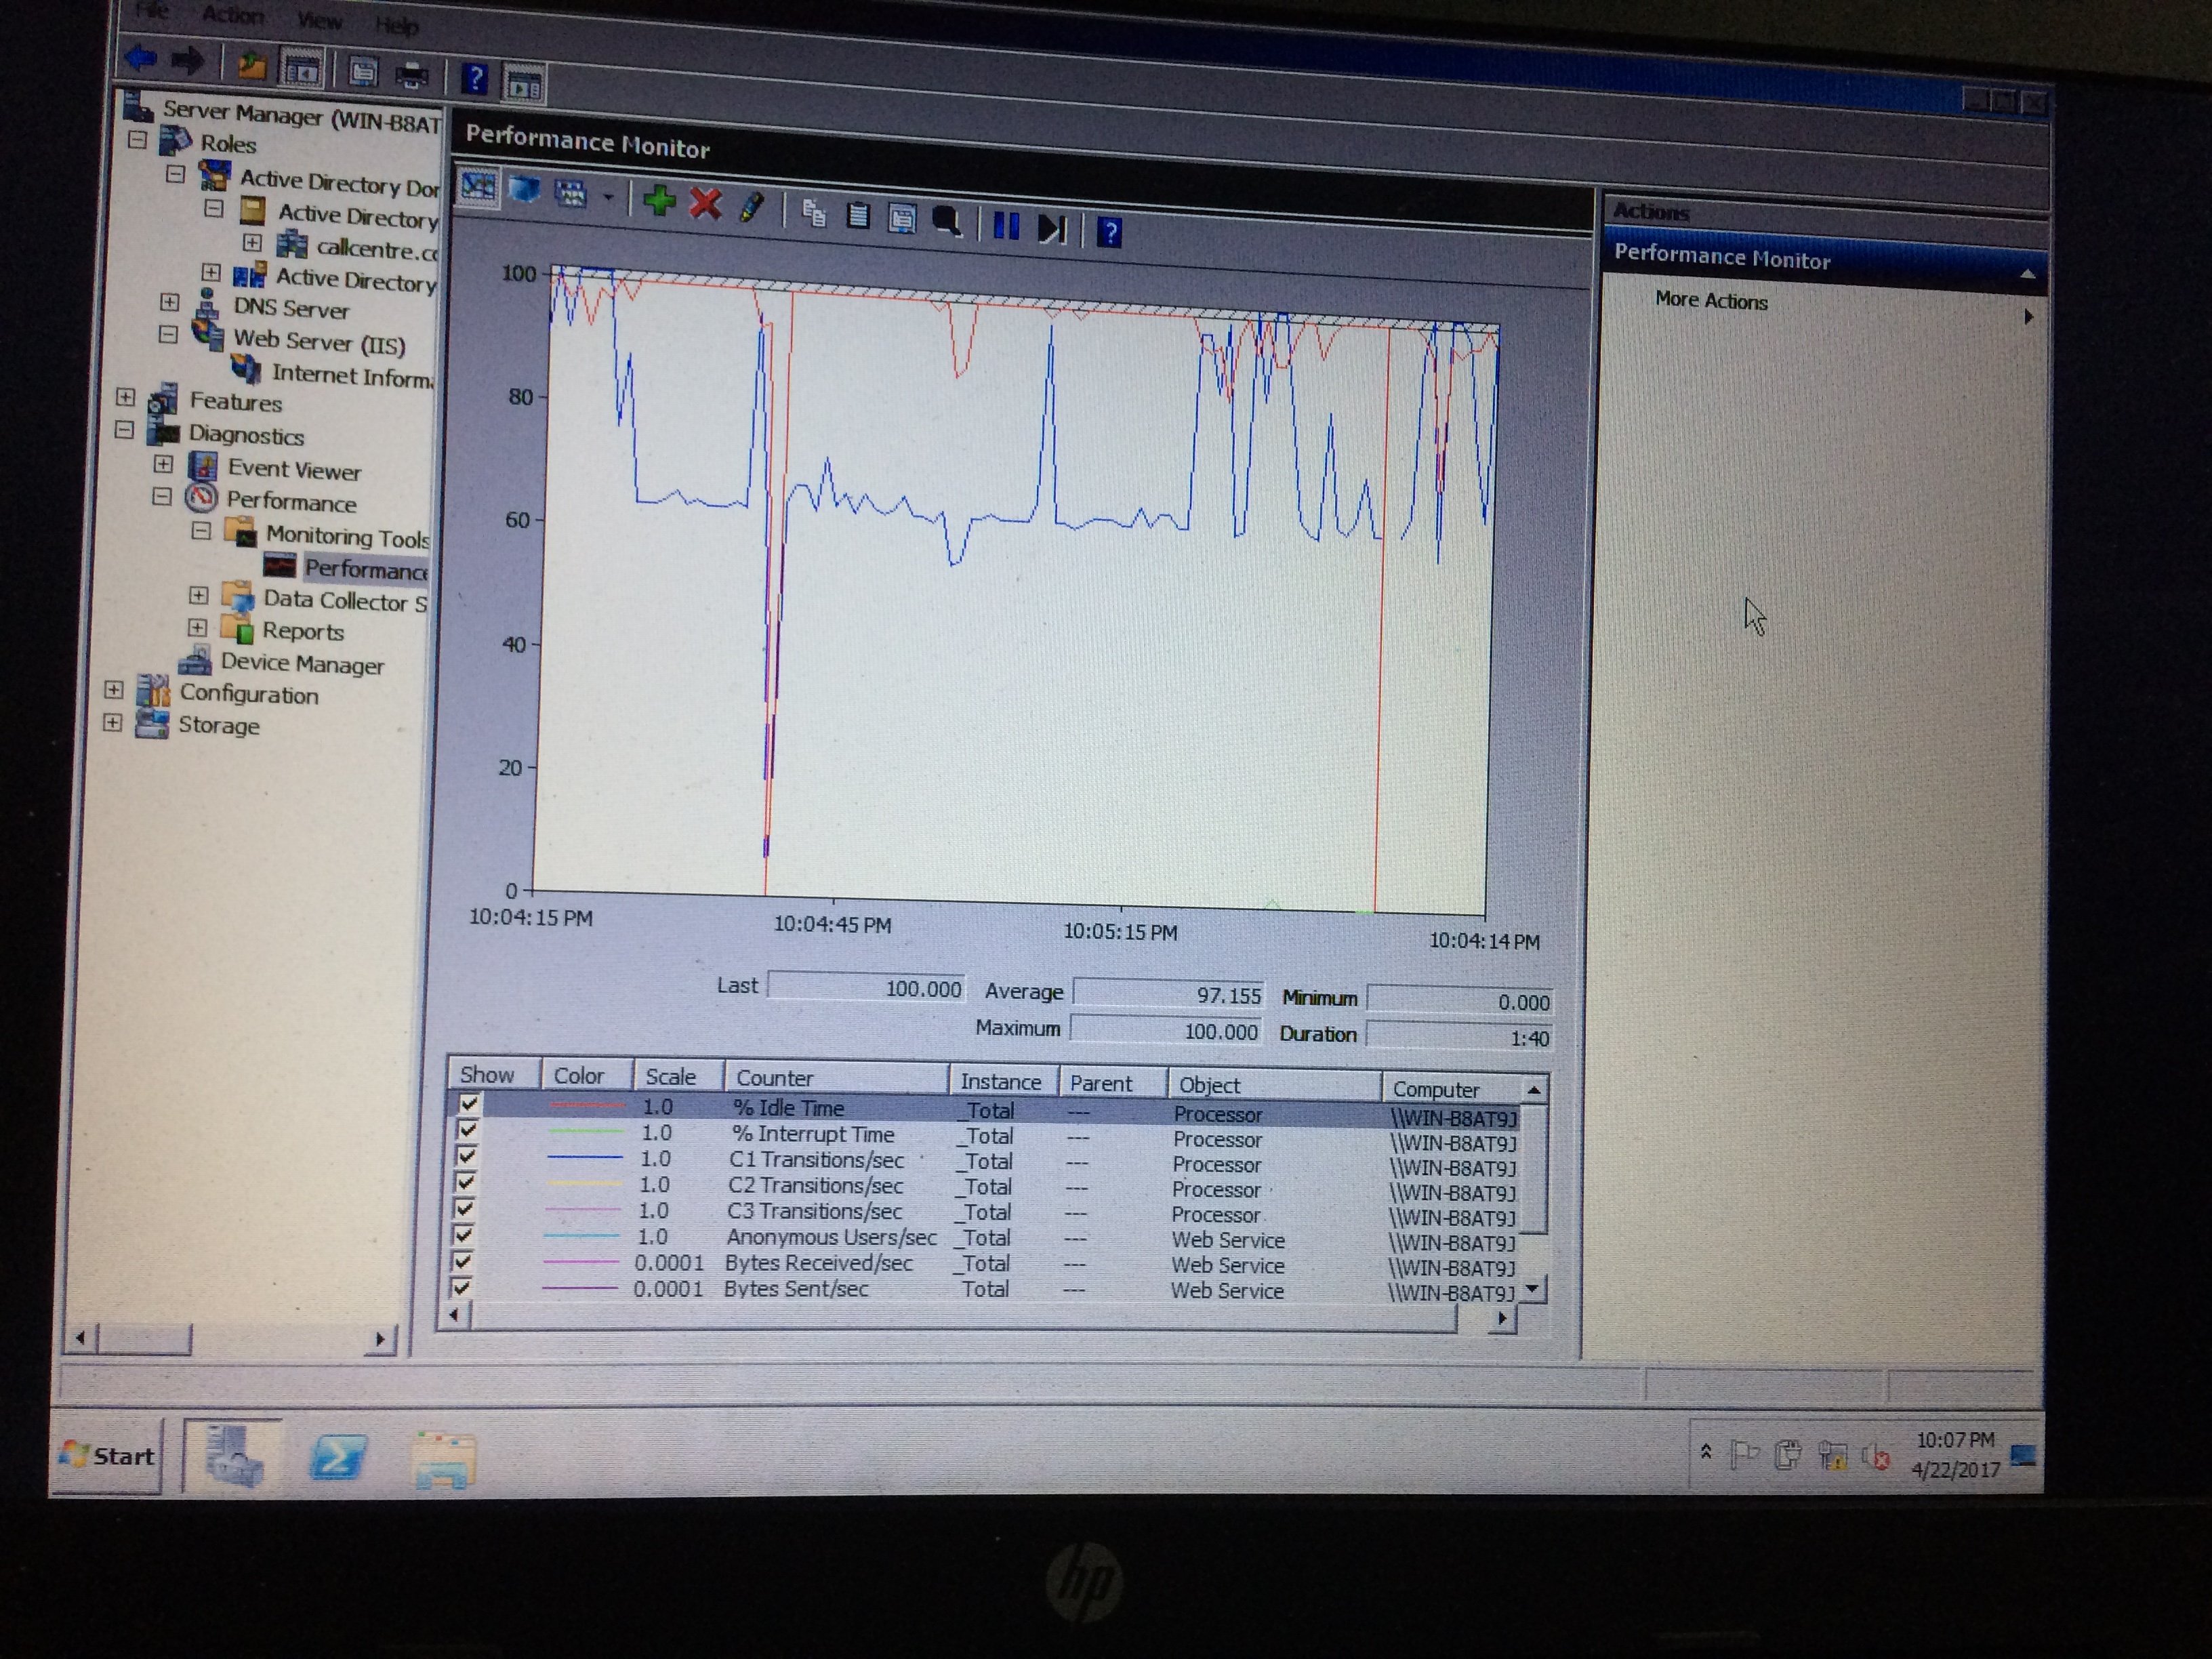 File Action View Help
Server Manager (WIN-B8AT
Roles
Active Directory Dor
Active Directory
callcentre.co
Active Directory
DNS Server
Web Server (IIS)
Internet Inform
Features
Diagnostics
Event Viewer
Performance
Monitoring Tools
Performance
Data Collector S
Reports
Device Manager
Configuration
Storage
Performance Monitor
100
80
60
40
20
0
10:04:15 PM 10:04:45 PM 10:05:15 PM 10:04:14 PM
Last 100.000 Average 97.155 Minimum 0.000
Maximum 100.000 Duration 1:40
Show Color Scale Counter Instance Parent Object Computer
1.0 % Idle Time _Total --- Processor \\WIN-B8AT9J
1.0 % Interrupt Time _Total --- Processor \\WIN-B8AT9J
1.0 C1 Transitions/sec _Total --- Processor \\WIN-B8AT9J
1.0 C2 Transitions/sec _Total --- Processor \\WIN-B8AT9J
1.0 C3 Transitions/sec _Total --- Processor \\WIN-B8AT9J
1.0 Anonymous Users/sec _Total --- Web Service \\WIN-B8AT9J
0.0001 Bytes Received/sec _Total --- Web Service \\WIN-B8AT9J
0.0001 Bytes Sent/sec Total --- Web Service \\WIN-B8AT9J
Actions
Performance Monitor
More Actions
Start
10:07 PM
4/22/2017
hp